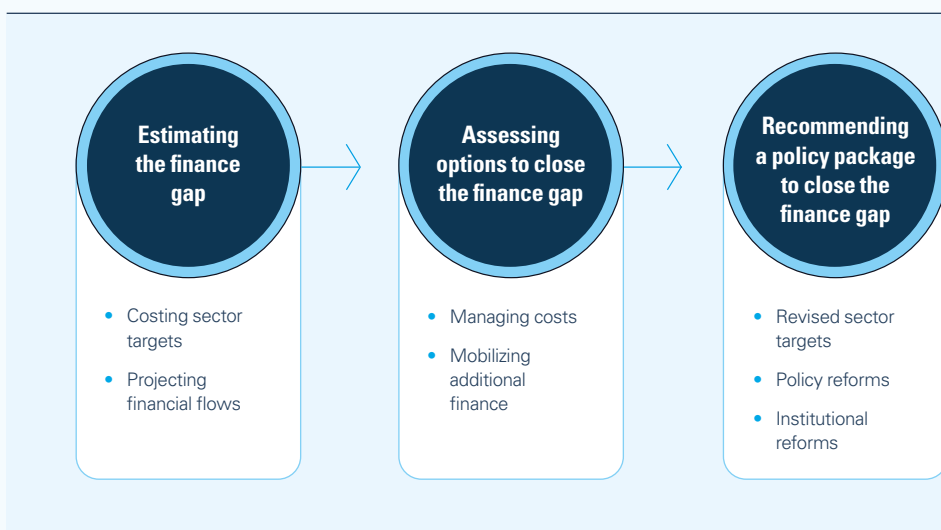 Estimating
the finance
gap
• Costing sector
targets
• Projecting
financial flows
Assessing
options to close
the finance gap
• Managing costs
• Mobilizing
additional
finance
Recommending
a policy package
to close the
finance gap
• Revised sector
targets
• Policy reforms
• Institutional
reforms